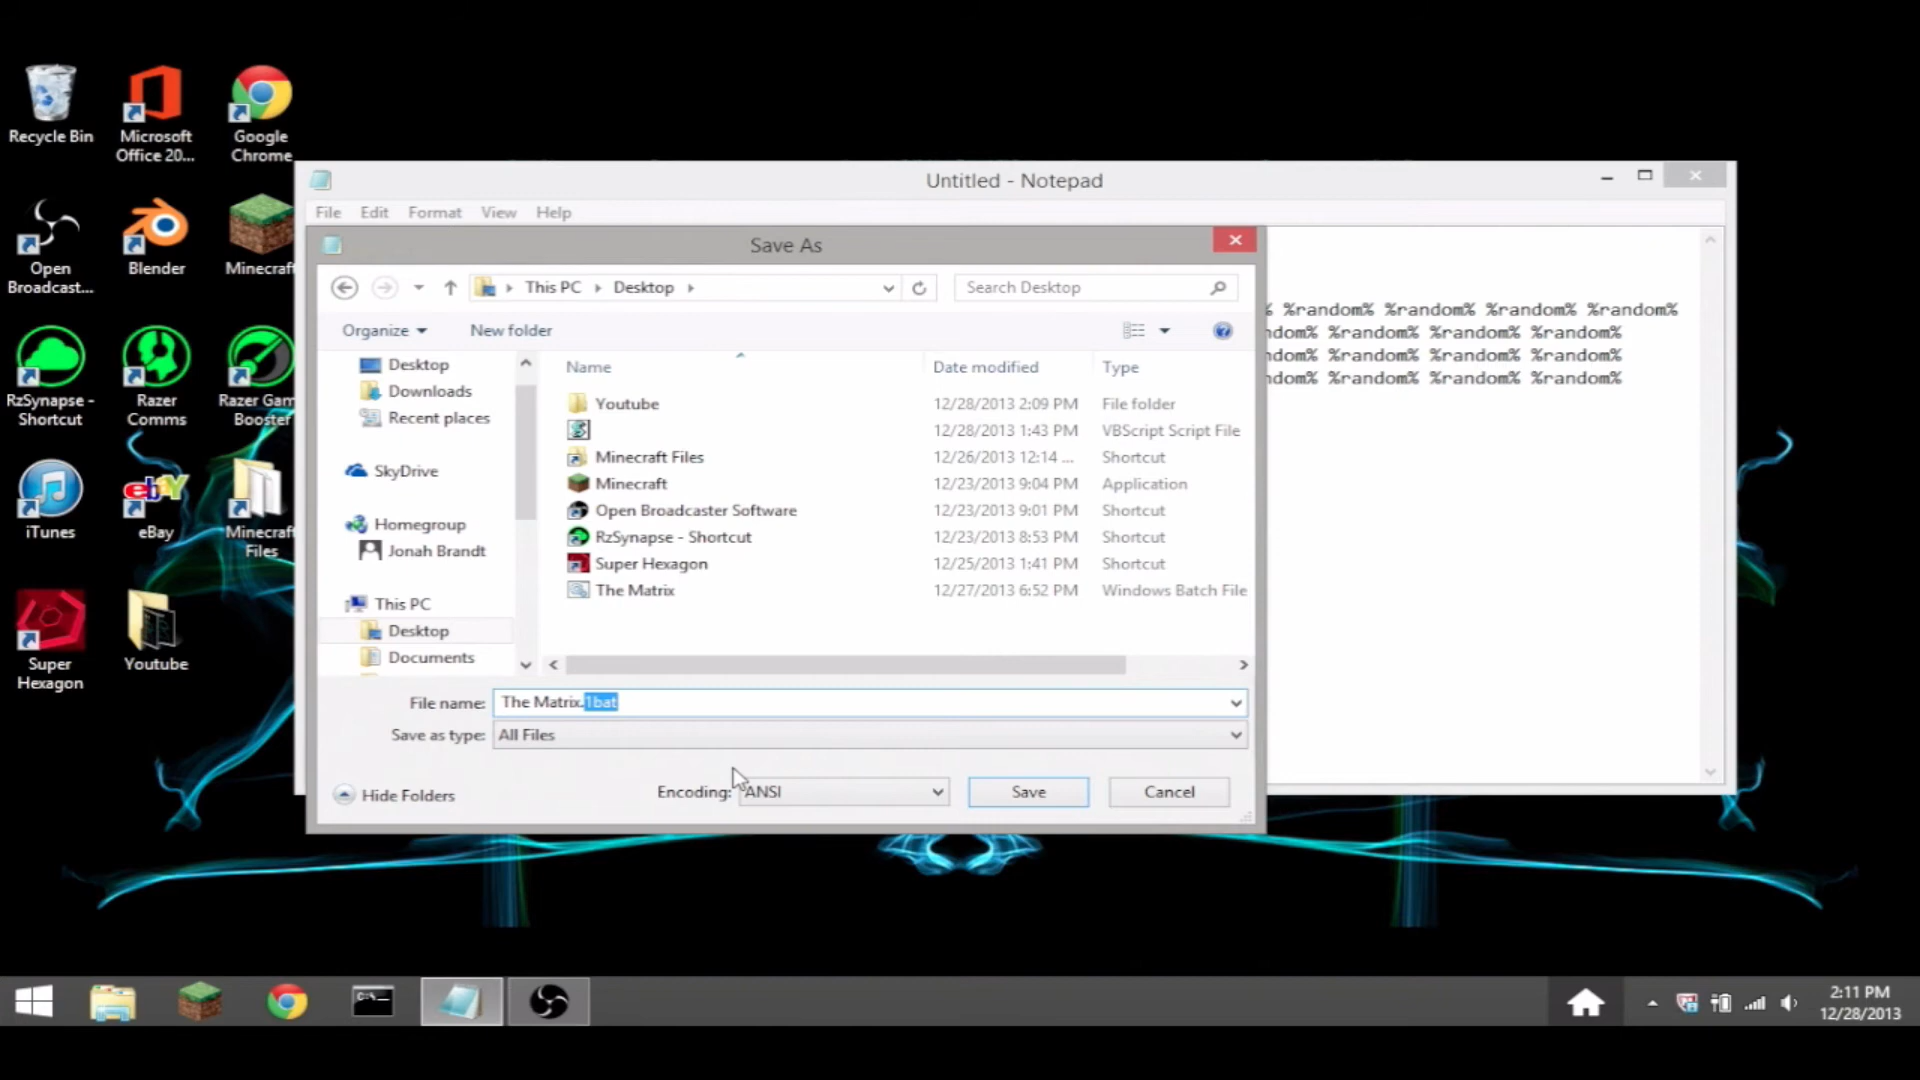 Recycle Bin
Microsoft
Office 20...
Google
Chrome
Open
Broadcast...
Blender
Minecraft
RzSynapse -
Shortcut
Razer
Comms
Razer Gam
Booster
iTunes
eBay
Minecraft
Files
Super
Hexagon
Youtube
Untitled - Notepad
File Edit Format View Help
% %random% %random% %random% %random%
ndom% %random% %random% %random%
ndom% %random% %random% %random%
ndom% %random% %random% %random%
Save As
This PC Desktop
Search Desktop
Organize New folder
Desktop
Downloads
Recent places
SkyDrive
Homegroup
Jonah Brandt
This PC
Desktop
Documents
Name Date modified Type
Youtube 12/28/2013 2:09 PM File folder
12/28/2013 1:43 PM VBScript Script File
Minecraft Files 12/26/2013 12:14 ... Shortcut
Minecraft 12/23/2013 9:04 PM Application
Open Broadcaster Software 12/23/2013 9:01 PM Shortcut
RzSynapse - Shortcut 12/23/2013 8:53 PM Shortcut
Super Hexagon 12/25/2013 1:41 PM Shortcut
The Matrix 12/27/2013 6:52 PM Windows Batch File
File name: The Matrix.1bat
Save as type: All Files
Hide Folders
Encoding: ANSI
Save
Cancel
C:\
2:11 PM
12/28/2013